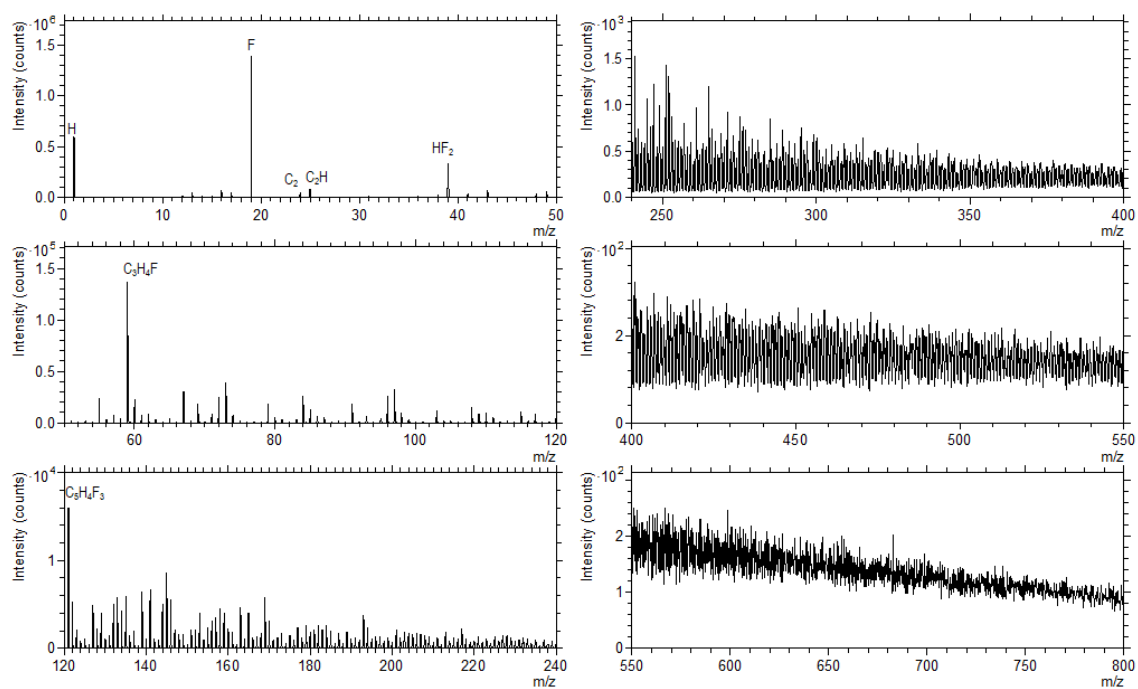 ·10⁶
Intensity (counts)
1.5
1.0
0.5
0.0
H
F
C₂
C₂H
HF₂
0 10 20 30 40 50
m/z
·10³
Intensity (counts)
1.5
1.0
0.5
0.0
250 300 350 400
m/z
·10⁵
Intensity (counts)
1.5
1.0
0.5
0.0
C₃H₄F
60 80 100 120
m/z
·10²
Intensity (counts)
2
0
400 450 500 550
m/z
·10⁴
Intensity (counts)
1
0
C₅H₄F₃
120 140 160 180 200 220 240
m/z
·10²
Intensity (counts)
2
1
0
550 600 650 700 750 800
m/z